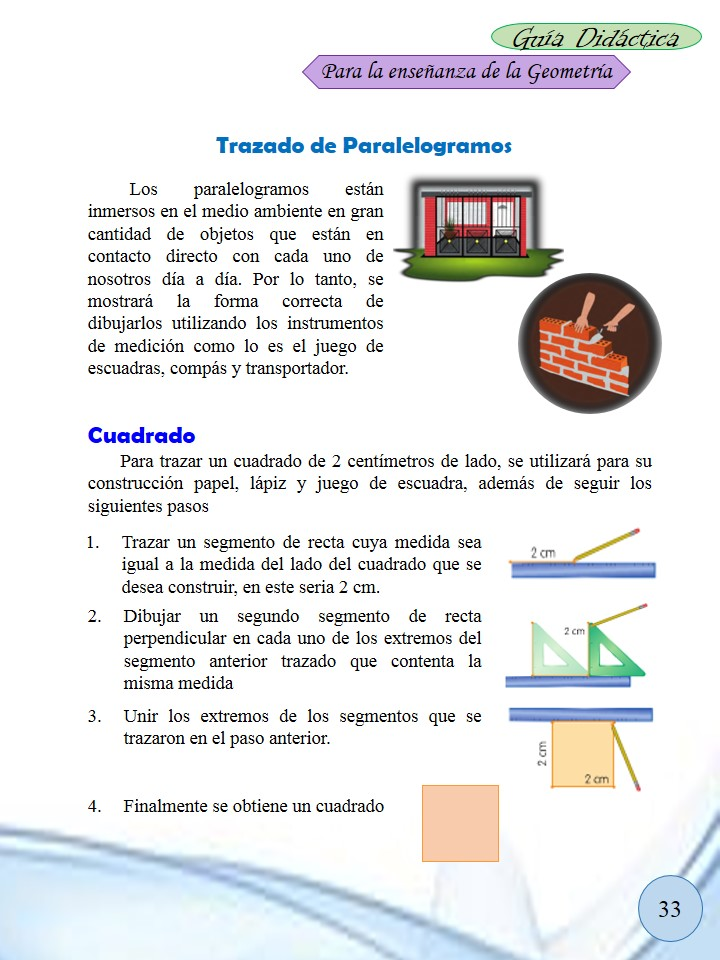 Guía Didáctica
Para la enseñanza de la Geometría
Trazado de Paralelogramos
Los paralelogramos están
inmersos en el medio ambiente en gran
cantidad de objetos que están en
contacto directo con cada uno de
nosotros día a día. Por lo tanto, se
mostrará la forma correcta de
dibujarlos utilizando los instrumentos
de medición como lo es el juego de
escuadras, compás y transportador.
Cuadrado
Para trazar un cuadrado de 2 centímetros de lado, se utilizará para su
construcción papel, lápiz y juego de escuadra, además de seguir los
siguientes pasos
1. Trazar un segmento de recta cuya medida sea
igual a la medida del lado del cuadrado que se
desea construir, en este seria 2 cm.
2 cm
2. Dibujar un segundo segmento de recta
perpendicular en cada uno de los extremos del
segmento anterior trazado que contenta la
misma medida
2 cm
3. Unir los extremos de los segmentos que se
trazaron en el paso anterior.
2 cm
2 cm
4. Finalmente se obtiene un cuadrado
33